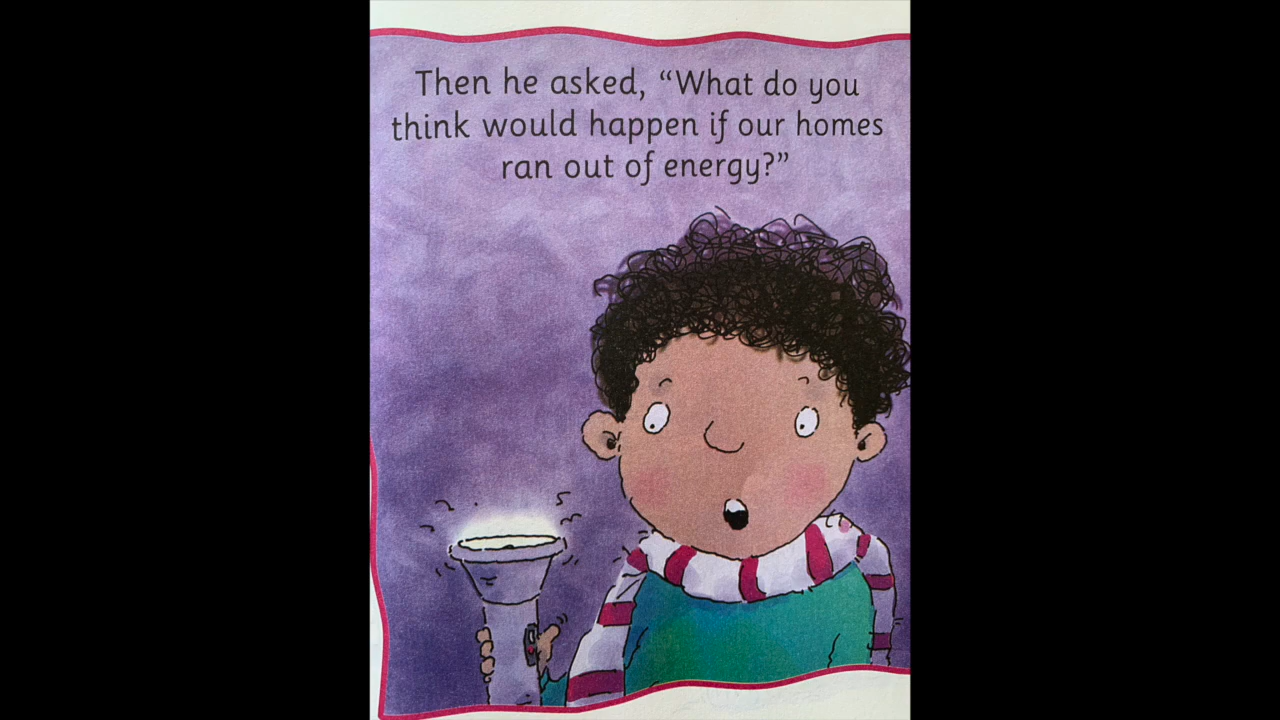 Then he asked, “What do you
think would happen if our homes
ran out of energy?”